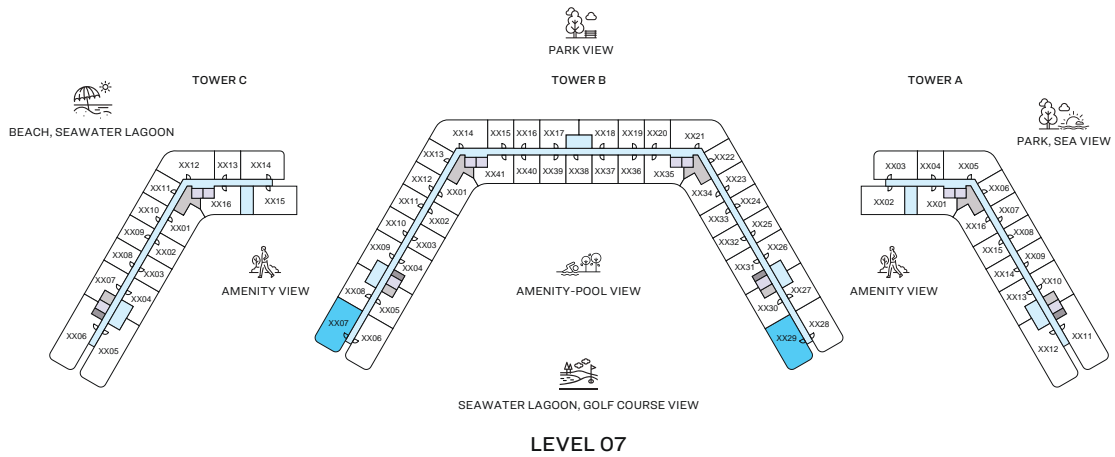 PARK VIEW
TOWER C
TOWER B
TOWER A
BEACH, SEAWATER LAGOON
PARK, SEA VIEW
XX12
XX13
XX14
XX11
XX10
XX09
XX08
XX07
XX06
XX05
XX04
XX03
XX02
XX01
XX16
XX15
AMENITY VIEW
XX14
XX15
XX16
XX17
XX18
XX19
XX20
XX21
XX13
XX12
XX11
XX10
XX09
XX08
XX07
XX06
XX05
XX04
XX03
XX02
XX01
XX41
XX40
XX39
XX38
XX37
XX36
XX35
XX34
XX33
XX32
XX31
XX30
XX29
XX28
XX27
XX26
XX25
XX24
XX23
XX22
AMENITY-POOL VIEW
AMENITY VIEW
XX03
XX04
XX05
XX02
XX01
XX06
XX07
XX08
XX09
XX10
XX11
XX12
XX13
XX14
XX15
XX16
SEAWATER LAGOON, GOLF COURSE VIEW
LEVEL 07